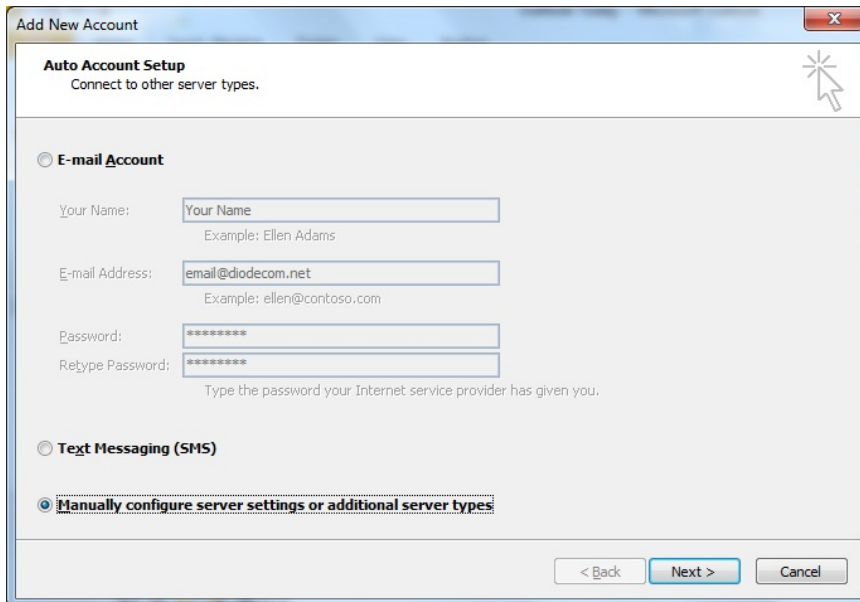 Add New Account
Auto Account Setup
Connect to other server types.
E-mail Account
Your Name:
Your Name
Example: Ellen Adams
E-mail Address:
email@diodecom.net
Example: ellen@contoso.com
Password:
********
Retype Password:
********
Type the password your Internet service provider has given you.
Text Messaging (SMS)
Manually configure server settings or additional server types
< Back
Next >
Cancel